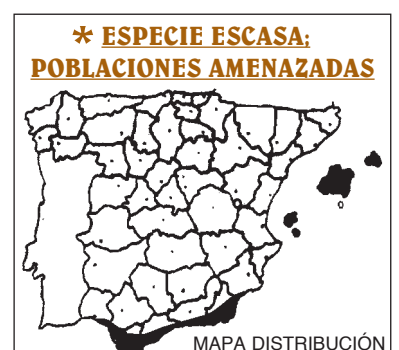 * ESPECIE ESCASA;
POBLACIONES AMENAZADAS
MAPA DISTRIBUCIÓN